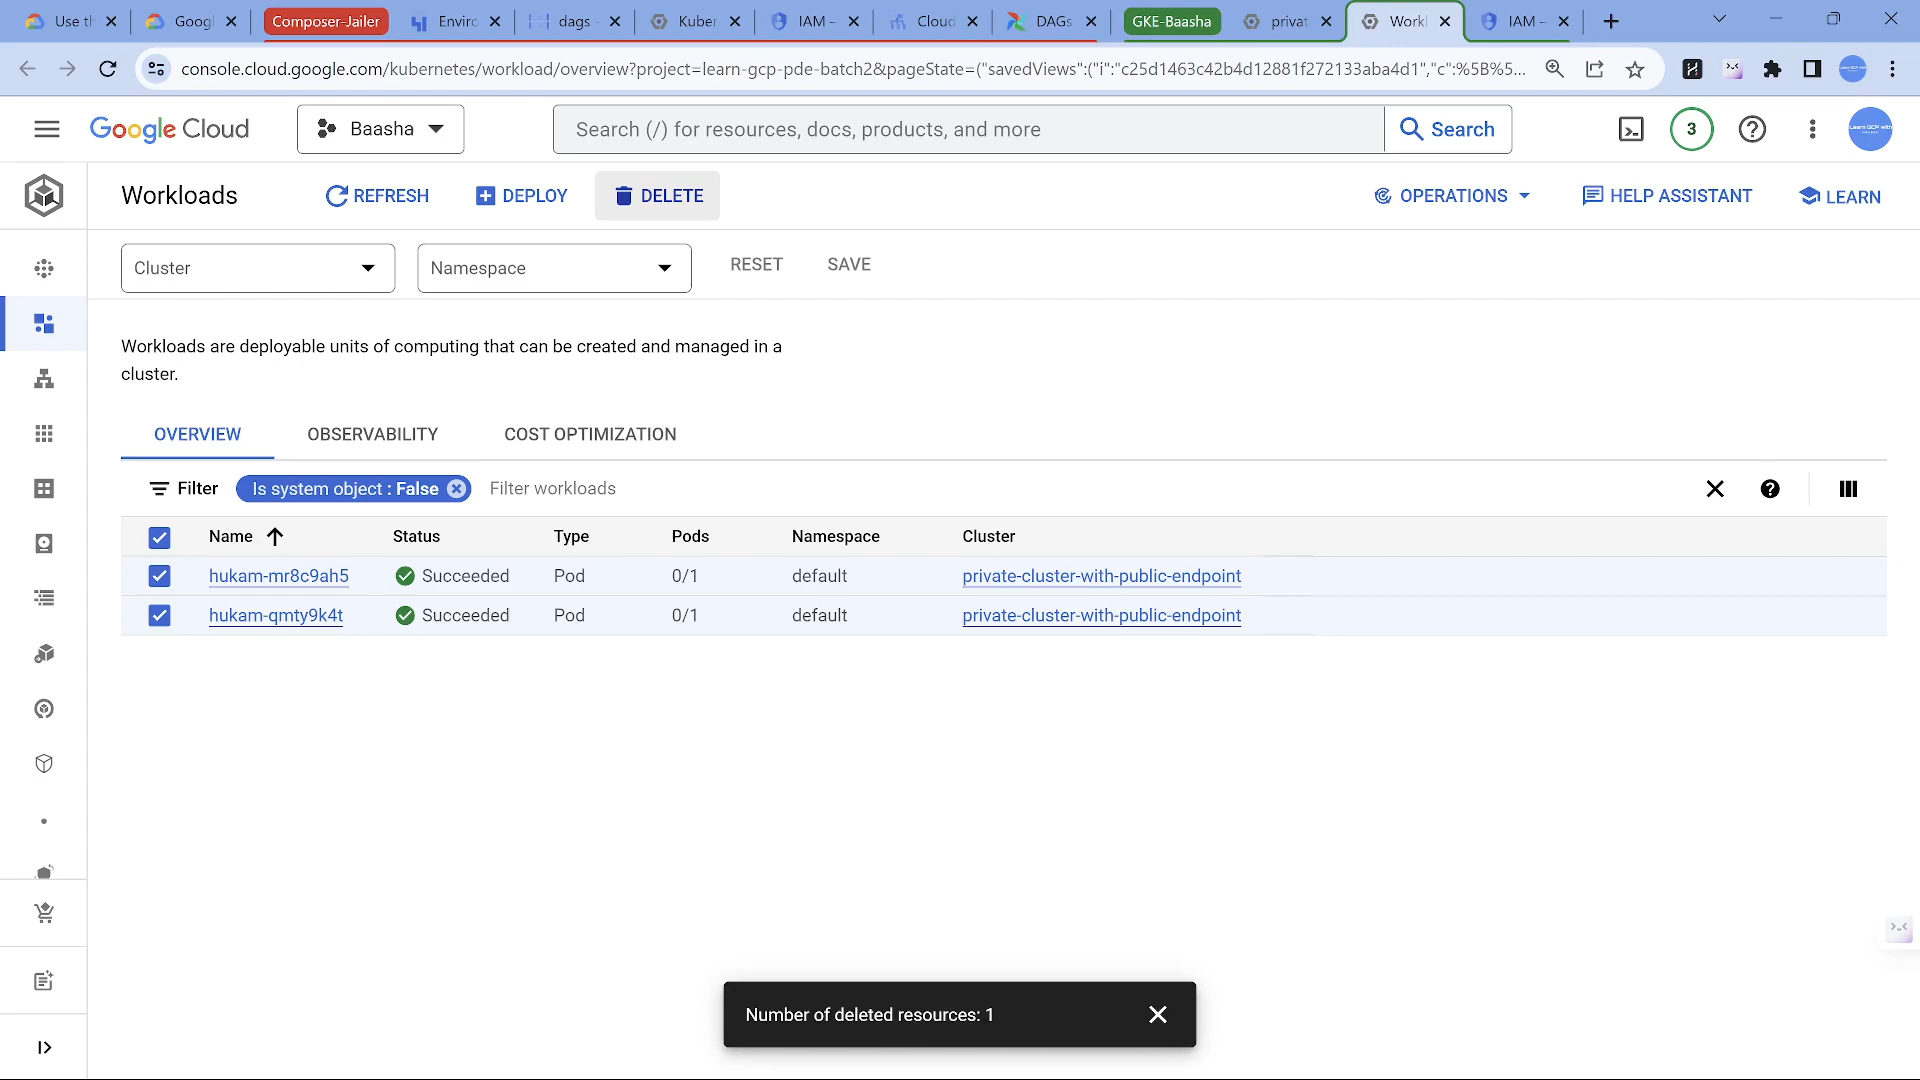 Use th
Googl
Composer-Jailer
Enviro
dags -
Kuber
IAM -
Cloud
DAGs
GKE-Baasha
privat
Workl
IAM -
console.cloud.google.com/kubernetes/workload/overview?project=learn-gcp-pde-batch2&pageState=("savedViews":("i":"c25d1463c42b4d12881f272133aba4d1","c":%5B%5...
Google Cloud
Baasha
Search (/) for resources, docs, products, and more
Search
3
Workloads
REFRESH
DEPLOY
DELETE
OPERATIONS
HELP ASSISTANT
LEARN
Cluster
Namespace
RESET
SAVE
Workloads are deployable units of computing that can be created and managed in a
cluster.
OVERVIEW
OBSERVABILITY
COST OPTIMIZATION
Filter
Is system object : False
Filter workloads
Name Status Type Pods Namespace Cluster
hukam-mr8c9ah5 Succeeded Pod 0/1 default private-cluster-with-public-endpoint
hukam-qmty9k4t Succeeded Pod 0/1 default private-cluster-with-public-endpoint
Number of deleted resources: 1